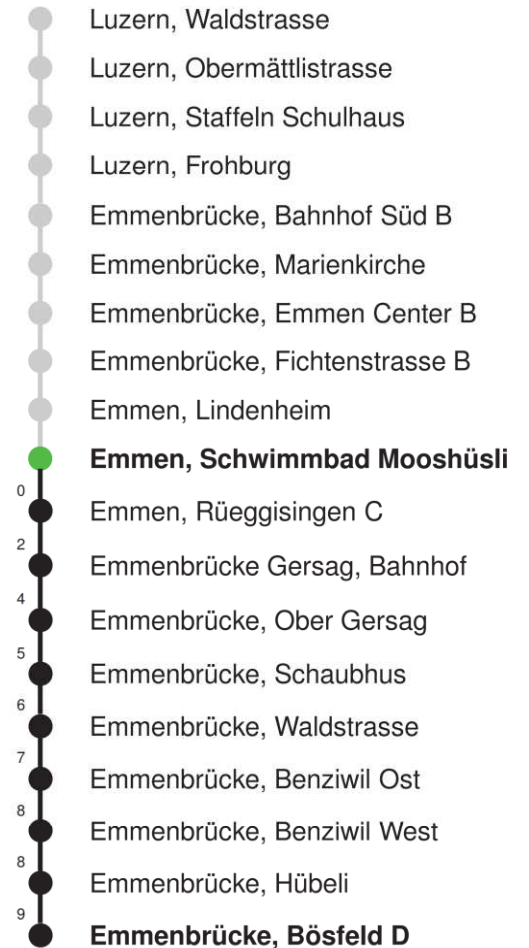 Luzern, Waldstrasse
Luzern, Obermättlistrasse
Luzern, Staffeln Schulhaus
Luzern, Frohburg
Emmenbrücke, Bahnhof Süd B
Emmenbrücke, Marienkirche
Emmenbrücke, Emmen Center B
Emmenbrücke, Fichtenstrasse B
Emmen, Lindenheim
Emmen, Schwimmbad Mooshüsli
0 Emmen, Rüeggisingen C
2 Emmenbrücke Gersag, Bahnhof
4 Emmenbrücke, Ober Gersag
5 Emmenbrücke, Schaubhus
6 Emmenbrücke, Waldstrasse
7 Emmenbrücke, Benziwil Ost
8 Emmenbrücke, Benziwil West
8 Emmenbrücke, Hübeli
9 Emmenbrücke, Bösfeld D